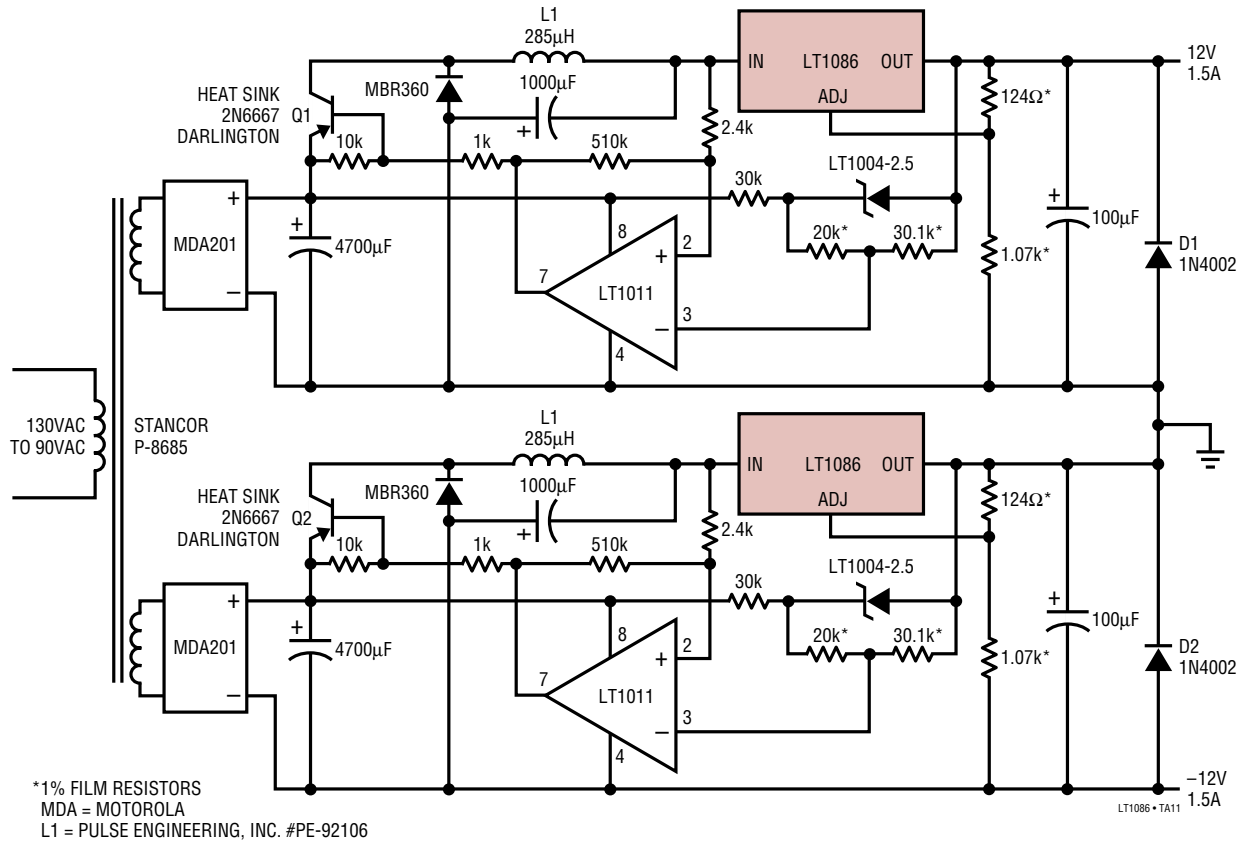 L1
285µH
1000µF
MBR360
HEAT SINK
2N6667
DARLINGTON
Q1
10k
1k
510k
2.4k
IN
LT1086
OUT
ADJ
12V
1.5A
124Ω*
LT1004-2.5
30k
20k*
30.1k*
1.07k*
+
100µF
D1
1N4002
+
MDA201
–
+
4700µF
8
2
+
7
LT1011
3
–
4
130VAC
TO 90VAC
STANCOR
P-8685
L1
285µH
+
1000µF
MBR360
HEAT SINK
2N6667
DARLINGTON
Q2
10k
1k
510k
2.4k
IN
LT1086
OUT
ADJ
124Ω*
LT1004-2.5
30k
20k*
30.1k*
1.07k*
+
100µF
D2
1N4002
+
MDA201
–
+
4700µF
8
2
+
7
LT1011
3
–
4
+
–12V
1.5A
*1% FILM RESISTORS
MDA = MOTOROLA
L1 = PULSE ENGINEERING, INC. #PE-92106
LT1086 • TA11